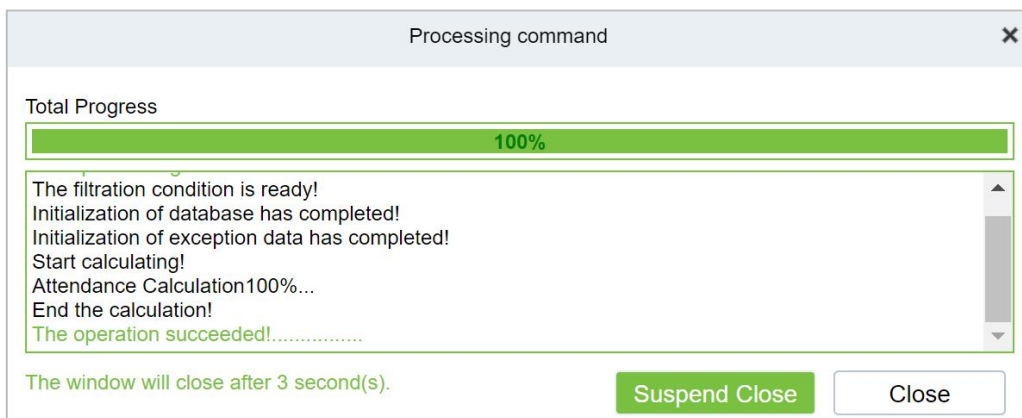 Processing command
Total Progress
100%
The filtration condition is ready!
Initialization of database has completed!
Initialization of exception data has completed!
Start calculating!
Attendance Calculation100%...
End the calculation!
The operation succeeded!................
The window will close after 3 second(s).
Suspend Close
Close